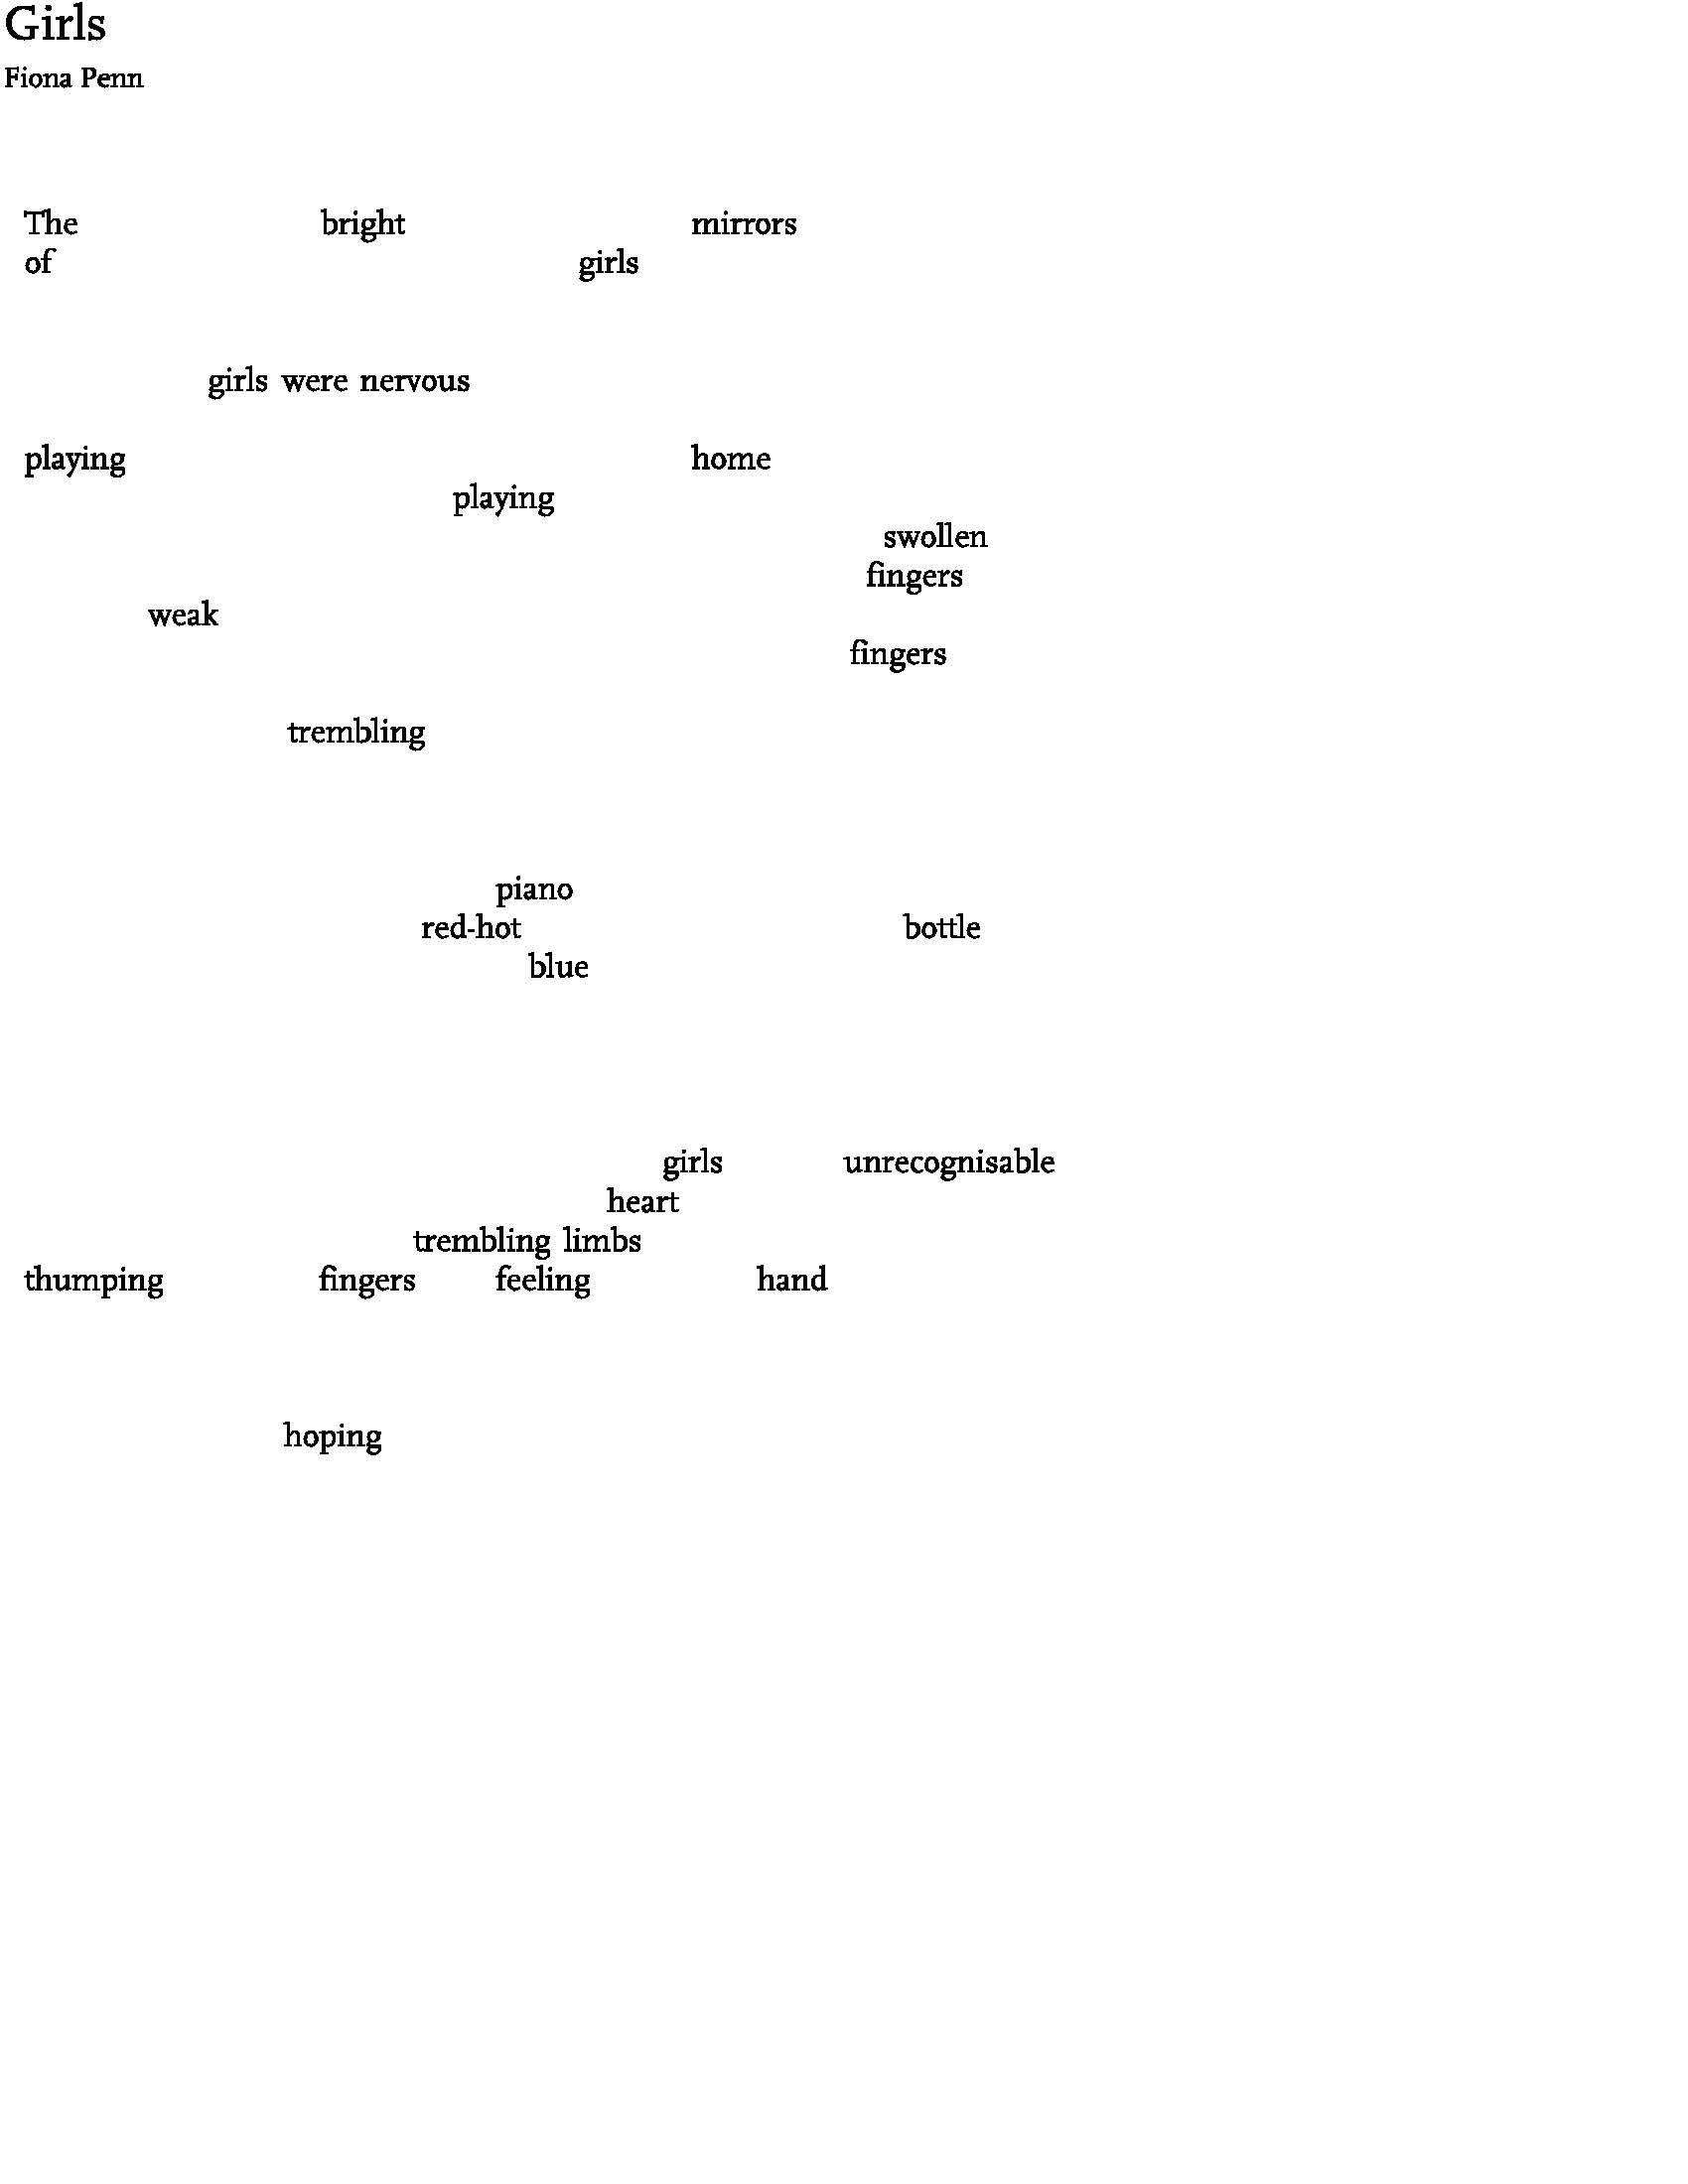 Girls
Fiona Penn
The bright mirrors
of girls
girls were nervous
playing home
playing
swollen
fingers
weak
fingers
trembling
piano
red-hot bottle
blue
girls unrecognisable
heart
trembling limbs
thumping fingers feeling hand
hoping